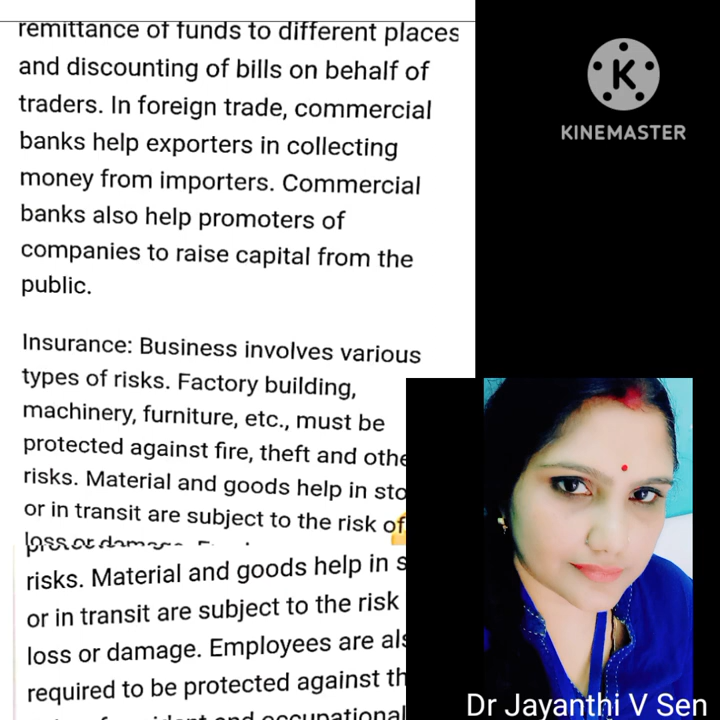 remittance of funds to different places
and discounting of bills on behalf of
traders. In foreign trade, commercial
banks help exporters in collecting
money from importers. Commercial
banks also help promoters of
companies to raise capital from the
public.
Insurance: Business involves various
types of risks. Factory building,
machinery, furniture, etc., must be
protected against fire, theft and othe
risks. Material and goods help in sto
or in transit are subject to the risk of
loss or damage.
risks. Material and goods help in s
or in transit are subject to the risk
loss or damage. Employees are als
required to be protected against th
occupational
K
KINEMASTER
Dr Jayanthi V Sen